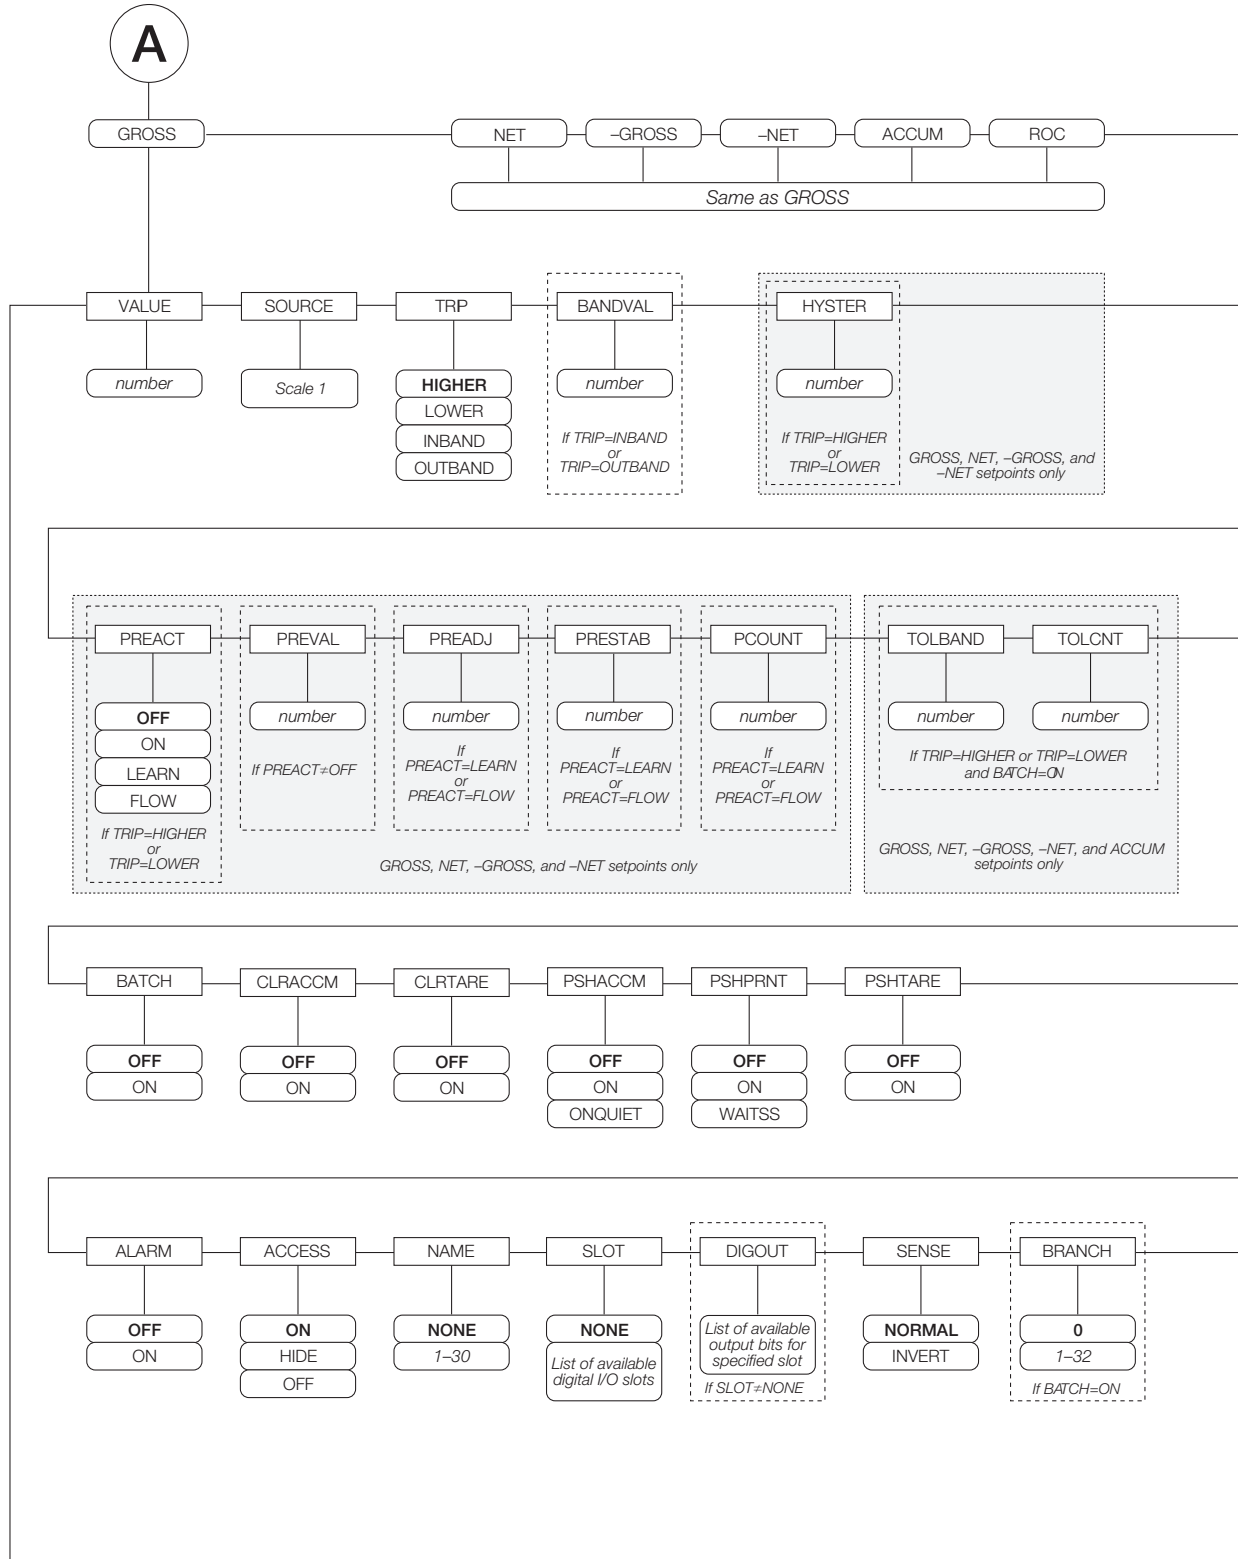 A
GROSS
NET
–GROSS
–NET
ACCUM
ROC
Same as GROSS
VALUE
SOURCE
TRIP
BANDVAL
HYSTER
number
Scale 1
HIGHER
LOWER
INBAND
OUTBAND
number
If TRIP=INBAND
or
TRIP=OUTBAND
number
If TRIP=HIGHER
or
TRIP=LOWER
GROSS, NET, –GROSS, and
–NET setpoints only
PREACT
PREVAL
PREADJ
PRESTAB
PCOUNT
TOLBAND
TOLCNT
OFF
ON
LEARN
FLOW
If TRIP=HIGHER
or
TRIP=LOWER
number
If PREACT≠OFF
number
If
PREACT=LEARN
or
PREACT=FLOW
number
If
PREACT=LEARN
or
PREACT=FLOW
number
If
PREACT=LEARN
or
PREACT=FLOW
GROSS, NET, –GROSS, and –NET setpoints only
number
number
If TRIP=HIGHER or TRIP=LOWER
and BATCH=ON
GROSS, NET, –GROSS, –NET, and ACCUM
setpoints only
BATCH
CLRACCM
CLRTARE
PSHACCM
PSHPRNT
PSHTARE
OFF
ON
OFF
ON
OFF
ON
OFF
ON
ONQUIET
OFF
ON
WAITSS
OFF
ON
ALARM
ACCESS
NAME
SLOT
DIGOUT
SENSE
BRANCH
OFF
ON
ON
HIDE
OFF
NONE
1–30
NONE
List of available
digital I/O slots
List of available
output bits for
specified slot
If SLOT≠NONE
NORMAL
INVERT
0
1–32
If BATCH=ON